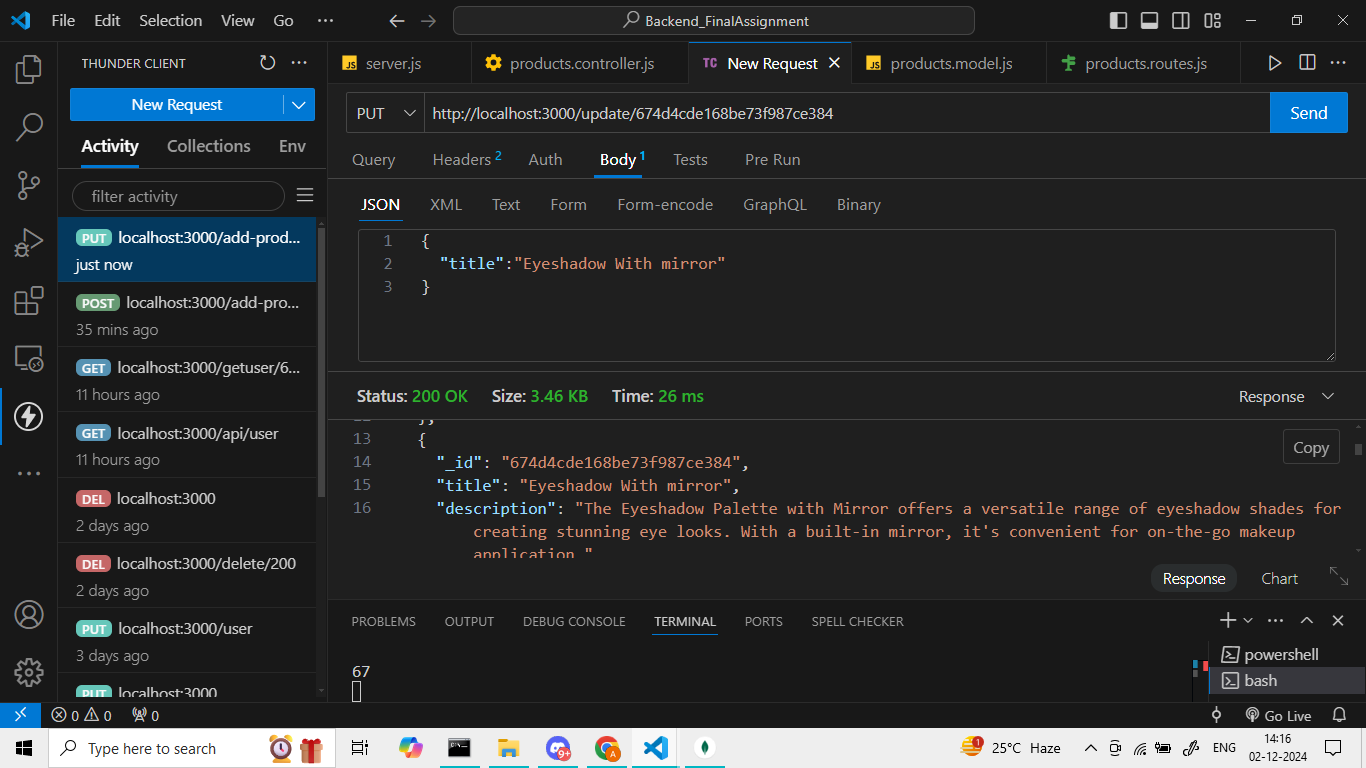 File Edit Selection View Go ··· Backend_FinalAssignment
THUNDER CLIENT
New Request
Activity Collections Env
filter activity
PUT localhost:3000/add-prod...
just now
POST localhost:3000/add-pro...
35 mins ago
GET localhost:3000/getuser/6...
11 hours ago
GET localhost:3000/api/user
11 hours ago
DEL localhost:3000
2 days ago
DEL localhost:3000/delete/200
2 days ago
PUT localhost:3000/user
3 days ago
PUT localhost:3000
JS server.js products.controller.js TC New Request JS products.model.js products.routes.js
PUT http://localhost:3000/update/674d4cde168be73f987ce384 Send
Query Headers 2 Auth Body 1 Tests Pre Run
JSON XML Text Form Form-encode GraphQL Binary
1 {
2 "title":"Eyeshadow With mirror"
3 }
Status: 200 OK Size: 3.46 KB Time: 26 ms Response
12 },
13 {
Copy
14 "_id": "674d4cde168be73f987ce384",
15 "title": "Eyeshadow With mirror",
16 "description": "The Eyeshadow Palette with Mirror offers a versatile range of eyeshadow shades for
creating stunning eye looks. With a built-in mirror, it's convenient for on-the-go makeup
application."
Response Chart
PROBLEMS OUTPUT DEBUG CONSOLE TERMINAL PORTS SPELL CHECKER
67
powershell
bash
0 0 0 Go Live
Type here to search 9+ A 1 25°C Haze ENG 14:16
02-12-2024